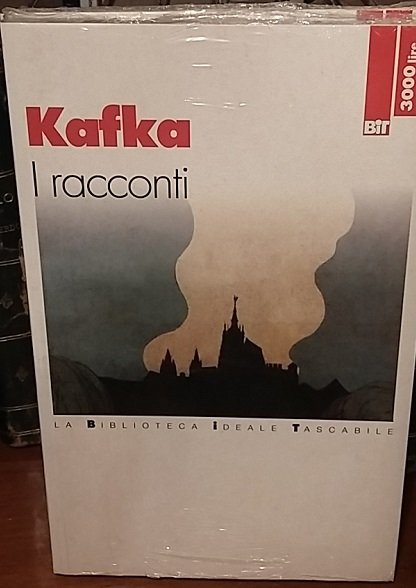 BIT
3000 lire
Kafka
I racconti
LA BIBLIOTECA IDEALE TASCABILE